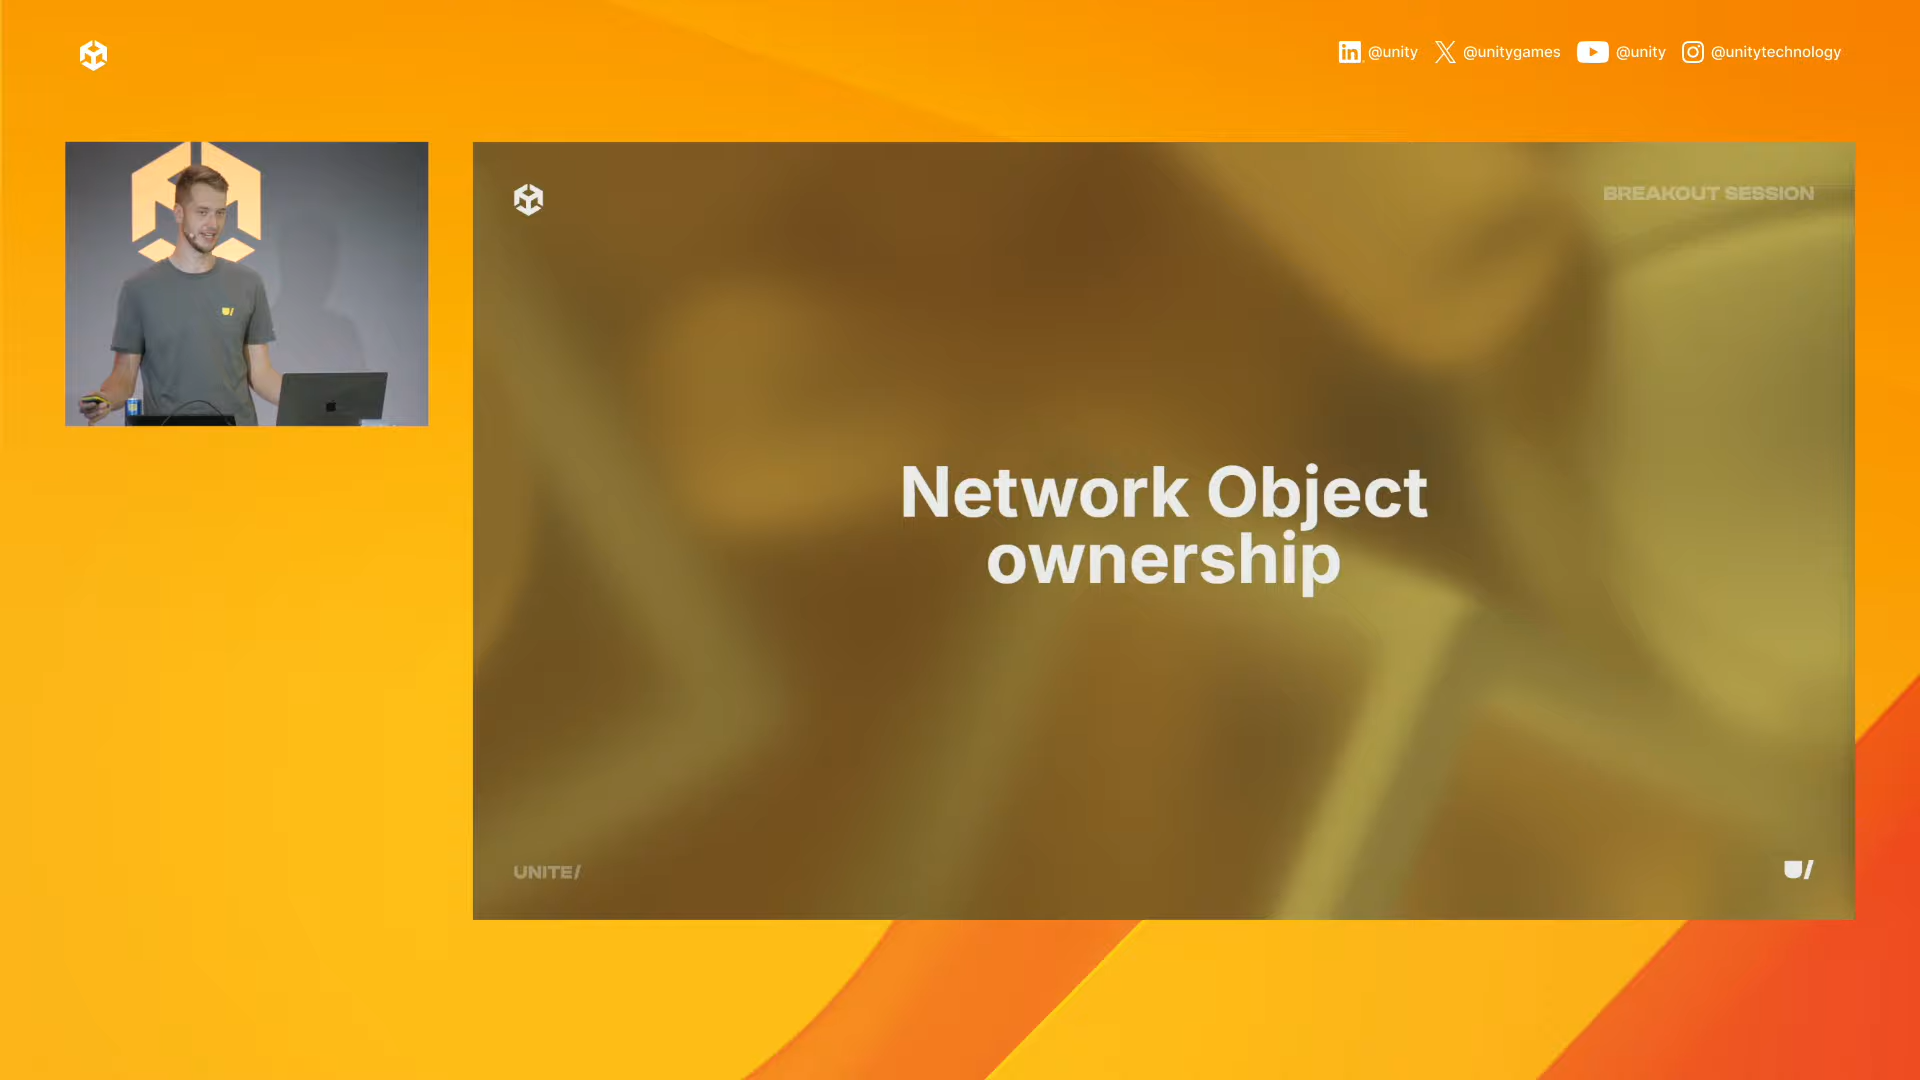 @unity @unitygames @unity @unitytechnology
BREAKOUT SESSION
Network Object
ownership
UNITE/
U/